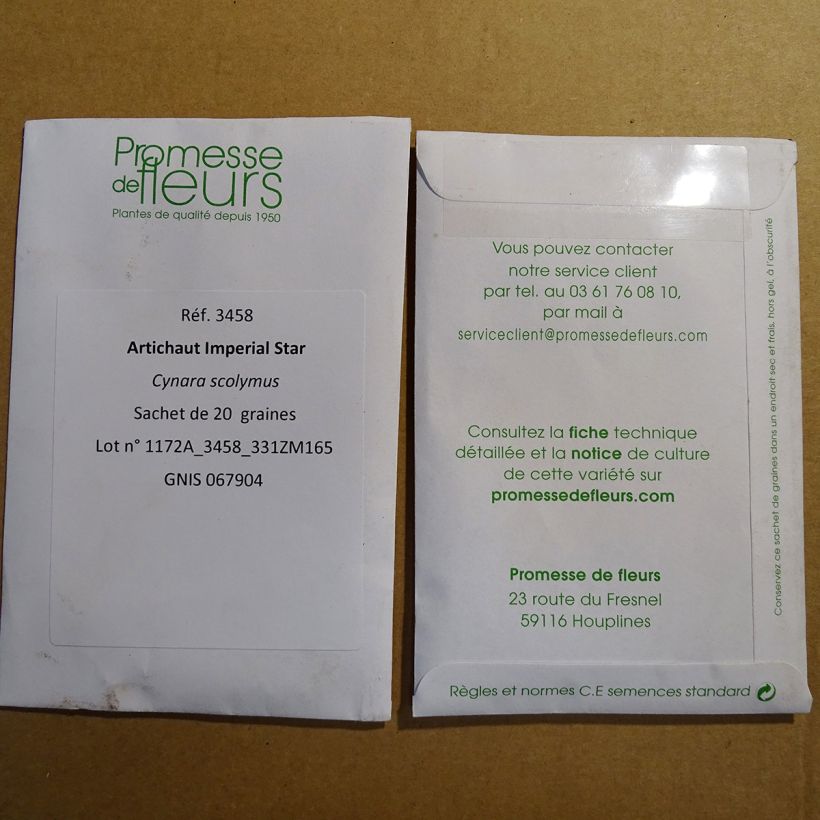 Promesse
de fleurs
Plantes de qualité depuis 1950
Réf. 3458
Artichaut Imperial Star
Cynara scolymus
Sachet de 20 graines
Lot n° 1172A_3458_331ZM165
GNIS 067904
Vous pouvez contacter
notre service client
par tel. au 03 61 76 08 10,
par mail à
serviceclient@promessedefleurs.com
Consultez la fiche technique
détaillée et la notice de culture
de cette variété sur
promessedefleurs.com
Promesse de fleurs
23 route du Fresnel
59116 Houplines
Règles et normes C.E semences standard
Conservez ce sachet de graines dans un endroit sec et frais, hors gel, à l'obscurité